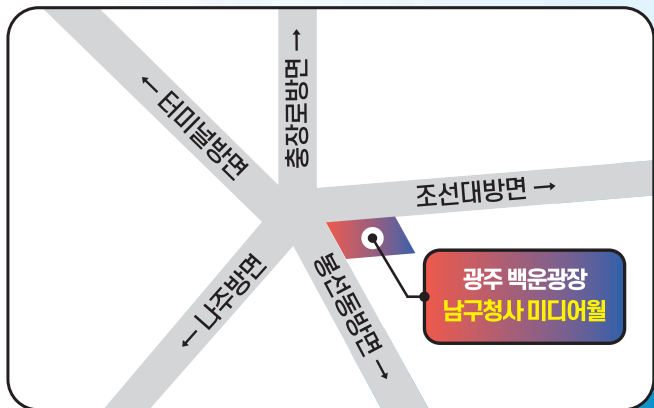 ← 터미널방면
충장로방면 →
조선대방면 →
← 나주방면
봉선동방면 →
광주 백운광장
남구청사 미디어월